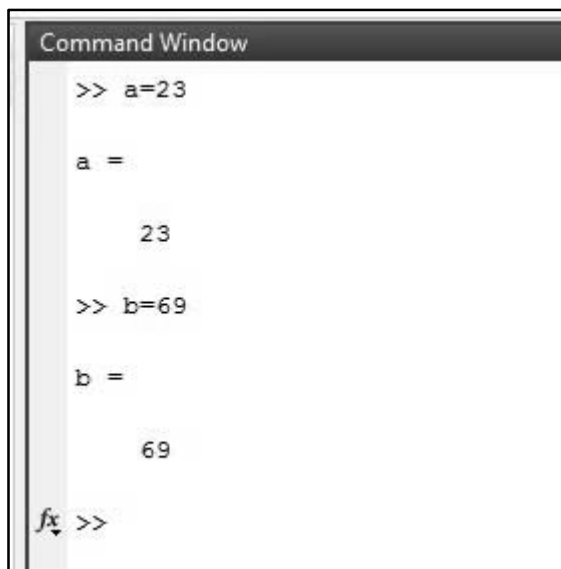 Command Window
>> a=23
a =
23
>> b=69
b =
69
fx >>